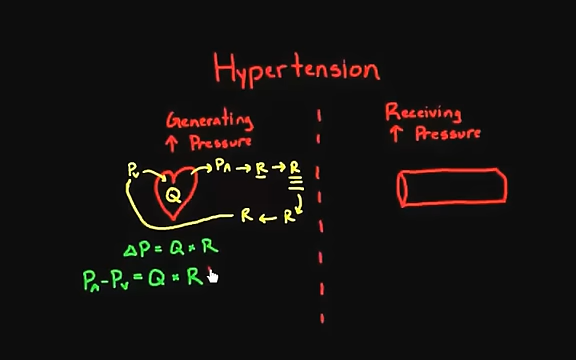 Hypertension
Generating
↑ Pressure
Pv Q PA → R → R
R ← R
ΔP = Q × R
PA - Pv = Q × R
Receiving
↑ Pressure